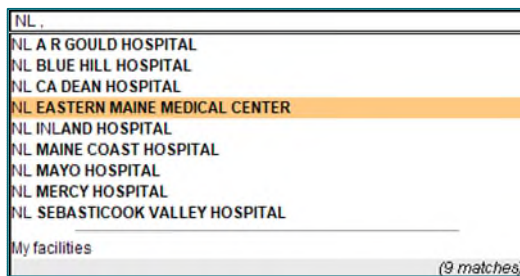 NL ,
NL A R GOULD HOSPITAL
NL BLUE HILL HOSPITAL
NL CA DEAN HOSPITAL
NL EASTERN MAINE MEDICAL CENTER
NL INLAND HOSPITAL
NL MAINE COAST HOSPITAL
NL MAYO HOSPITAL
NL MERCY HOSPITAL
NL SEBASTICOOK VALLEY HOSPITAL
My facilities
(9 matches)